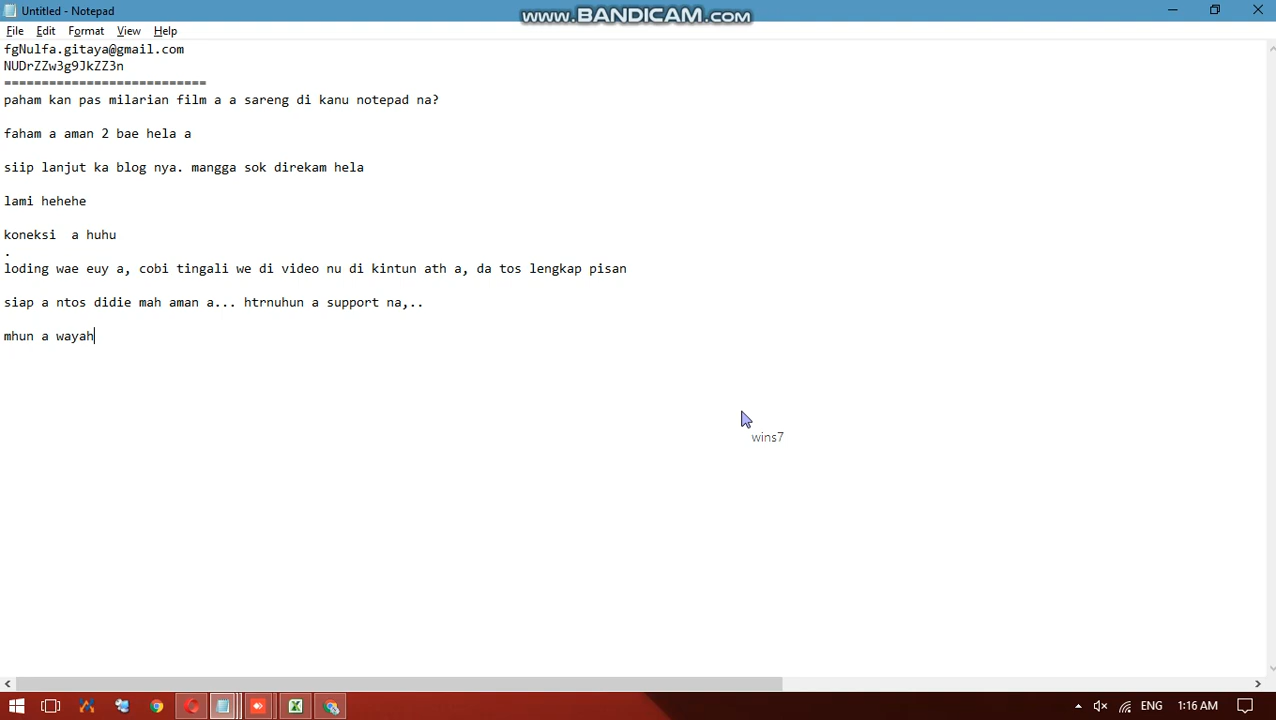 Untitled - Notepad
www.BANDICAM.com
File Edit Format View Help
fgNulfa.gitaya@gmail.com
NUDrZZw3g9JkZZ3n
===========================
paham kan pas milarian film a a sareng di kanu notepad na?
faham a aman 2 bae hela a
siip lanjut ka blog nya. mangga sok direkam hela
lami hehehe
koneksi  a huhu
.
loding wae euy a, cobi tingali we di video nu di kintun ath a, da tos lengkap pisan
siap a ntos didie mah aman a... htrnuhun a support na,..
mhun a wayah
wins7
ENG 1:16 AM